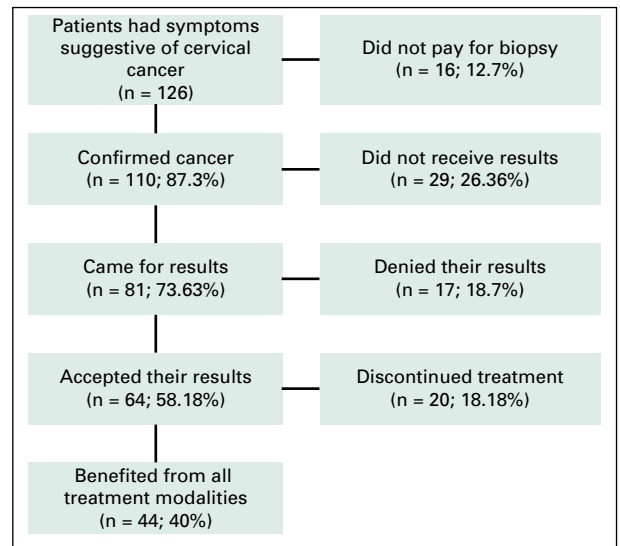 Patients had symptoms
suggestive of cervical
cancer
(n = 126)
Did not pay for biopsy
(n = 16; 12.7%)
Confirmed cancer
(n = 110; 87.3%)
Did not receive results
(n = 29; 26.36%)
Came for results
(n = 81; 73.63%)
Denied their results
(n = 17; 18.7%)
Accepted their results
(n = 64; 58.18%)
Discontinued treatment
(n = 20; 18.18%)
Benefited from all
treatment modalities
(n = 44; 40%)